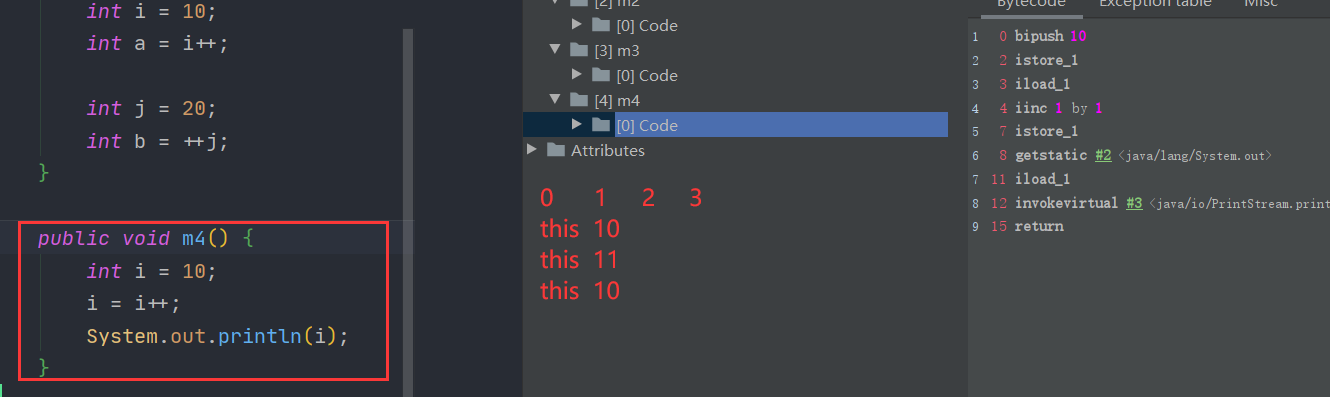 int i = 10;
int a = i++;
int j = 20;
int b = ++j;
}
public void m4() {
int i = 10;
i = i++;
System.out.println(i);
}
[2] m2
[0] Code
[3] m3
[0] Code
[4] m4
[0] Code
Attributes
0 1 2 3
this 10
this 11
this 10
Bytecode Exception table Misc
1 0 bipush 10
2 2 istore_1
3 3 iload_1
4 4 iinc 1 by 1
5 7 istore_1
6 8 getstatic #2 <java/lang/System.out>
7 11 iload_1
8 12 invokevirtual #3 <java/io/PrintStream.print
9 15 return